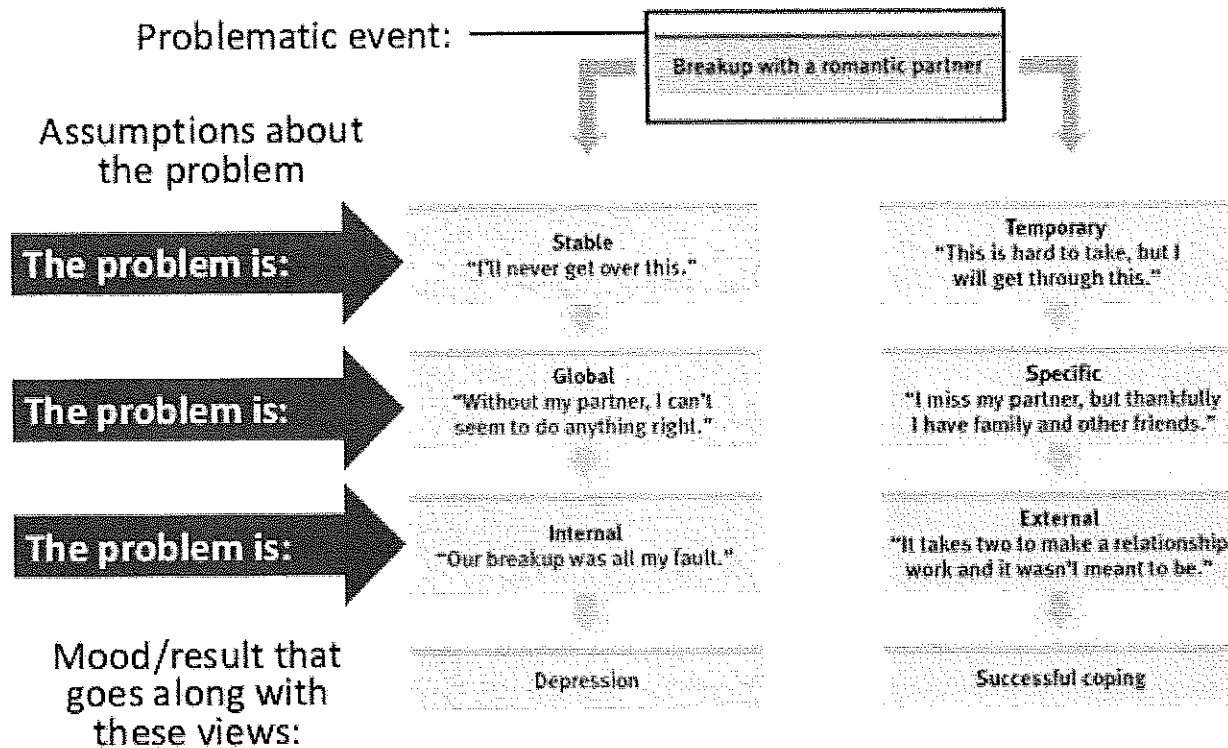 Problematic event:
Breakup with a romantic partner
Assumptions about
the problem
The problem is:
Stable
"I'll never get over this."
Temporary
"This is hard to take, but I
will get through this."
The problem is:
Global
"Without my partner, I can't
seem to do anything right."
Specific
"I miss my partner, but thankfully
I have family and other friends."
The problem is:
Internal
"Our breakup was all my fault."
External
"It takes two to make a relationship
work and it wasn't meant to be."
Mood/result that
goes along with
these views:
Depression
Successful coping